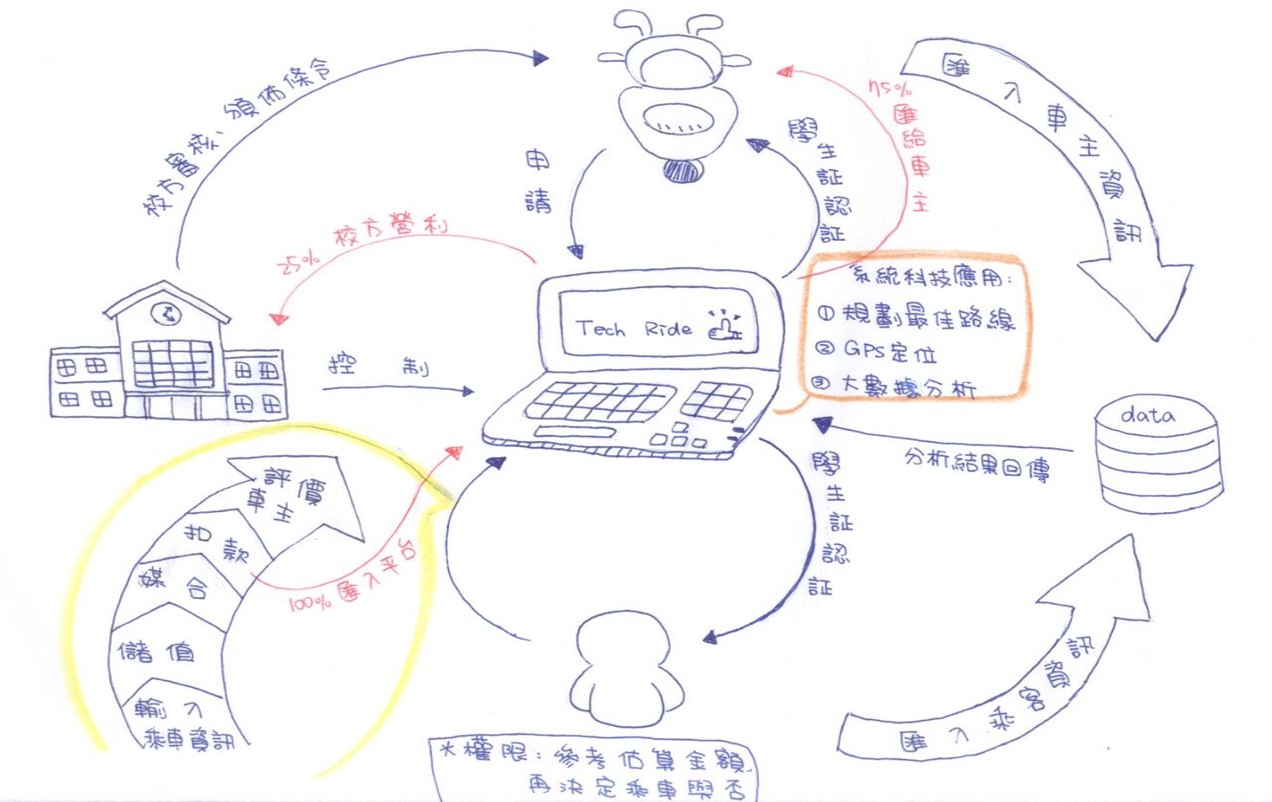 校方審核、頒佈條令
申請
學生証認証
75%
匯給車主
匯入車主資訊
25% 校方營利
控制
Tech Ride
系統科技應用:
① 規劃最佳路線
② GPS定位
③ 大數據分析
data
分析結果回傳
學生証認証
評價
車主
扣款
媒合
儲值
輸入
乘車資訊
100% 匯入平台
匯入乘客資訊
*權限:參考估算金額,
再決定乘車與否